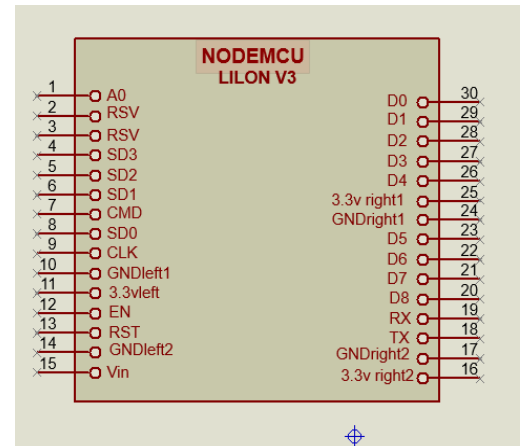 NODEMCU
LILON V3
1 A0
2 RSV
3 RSV
4 SD3
5 SD2
6 SD1
7 CMD
8 SD0
9 CLK
10 GNDleft1
11 3.3vleft
12 EN
13 RST
14 GNDleft2
15 Vin
D0 30
D1 29
D2 28
D3 27
D4 26
3.3v right1 25
GNDright1 24
D5 23
D6 22
D7 21
D8 20
RX 19
TX 18
GNDright2 17
3.3v right2 16